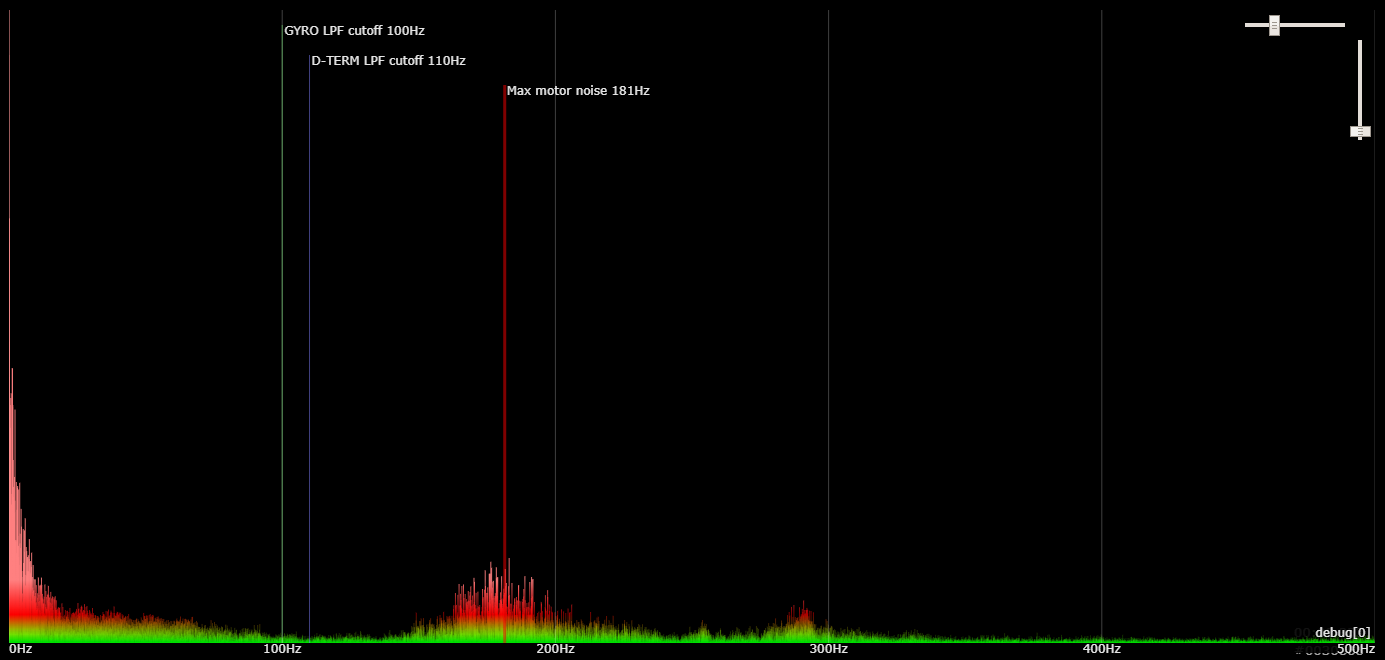 GYRO LPF cutoff 100Hz
D-TERM LPF cutoff 110Hz
Max motor noise 181Hz
debug[0]
0Hz 100Hz 200Hz 300Hz 400Hz 500Hz